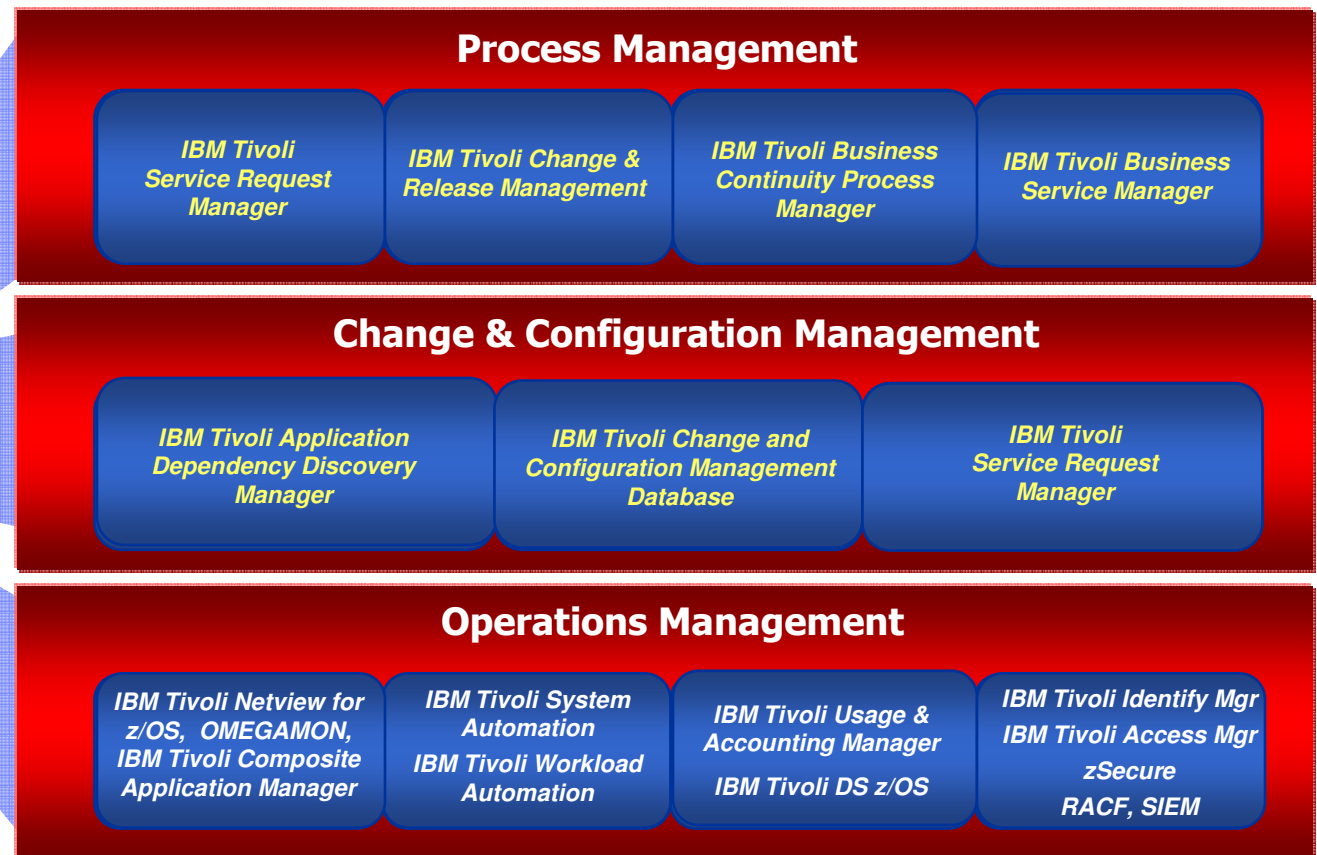 Process Management
IBM Tivoli
Service Request
Manager
IBM Tivoli Change &
Release Management
IBM Tivoli Business
Continuity Process
Manager
IBM Tivoli Business
Service Manager
Change & Configuration Management
IBM Tivoli Application
Dependency Discovery
Manager
IBM Tivoli Change and
Configuration Management
Database
IBM Tivoli
Service Request
Manager
Operations Management
IBM Tivoli Netview for
z/OS, OMEGAMON,
IBM Tivoli Composite
Application Manager
IBM Tivoli System
Automation
IBM Tivoli Workload
Automation
IBM Tivoli Usage &
Accounting Manager
IBM Tivoli DS z/OS
IBM Tivoli Identify Mgr
IBM Tivoli Access Mgr
zSecure
RACF, SIEM